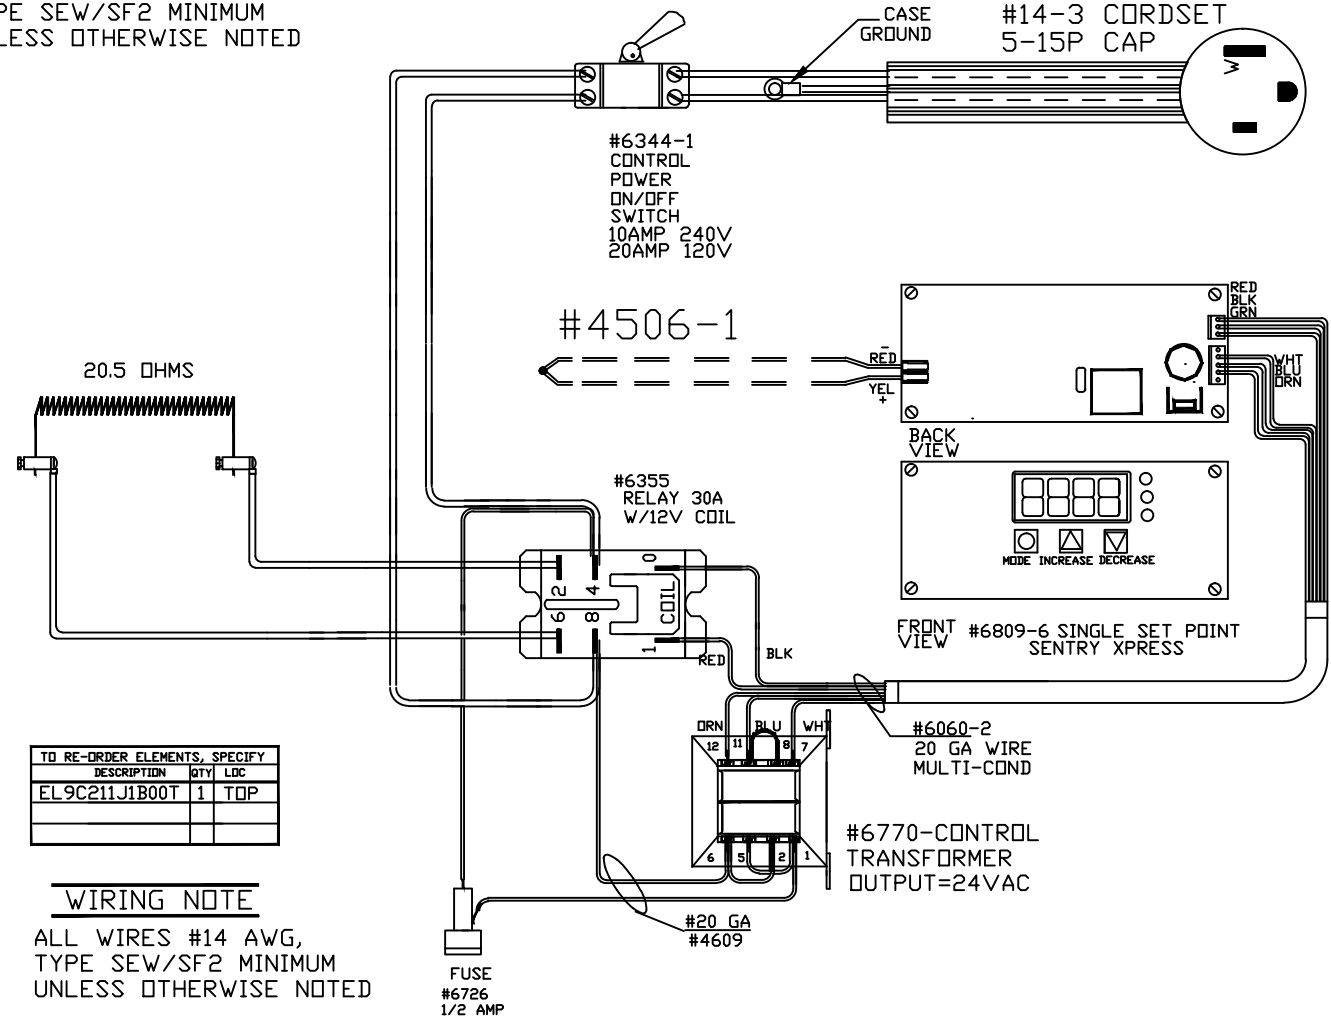 PE SEW/SF2 MINIMUM
LESS OTHERWISE NOTED
CASE
GROUND
#14-3 CORDSET
5-15P CAP
W
#6344-1
CONTROL
POWER
ON/OFF
SWITCH
10AMP 240V
20AMP 120V
#4506-1
-
RED
YEL
+
RED
BLK
GRN
WHT
BLU
ORN
BACK
VIEW
20.5 OHMS
#6355
RELAY 30A
W/12V COIL
2
4
0
6
8
1
COIL
RED
BLK
MODE INCREASE DECREASE
FRONT
VIEW
#6809-6 SINGLE SET POINT
SENTRY XPRESS
#6060-2
20 GA WIRE
MULTI-COND
ORN BLU WHT
12 11 8 7
6 5 2 1
#6770-CONTROL
TRANSFORMER
OUTPUT=24VAC
TO RE-ORDER ELEMENTS, SPECIFY
DESCRIPTION QTY LOC
EL9C211J1B00T 1 TOP
WIRING NOTE
ALL WIRES #14 AWG,
TYPE SEW/SF2 MINIMUM
UNLESS OTHERWISE NOTED
#20 GA
#4609
FUSE
#6726
1/2 AMP